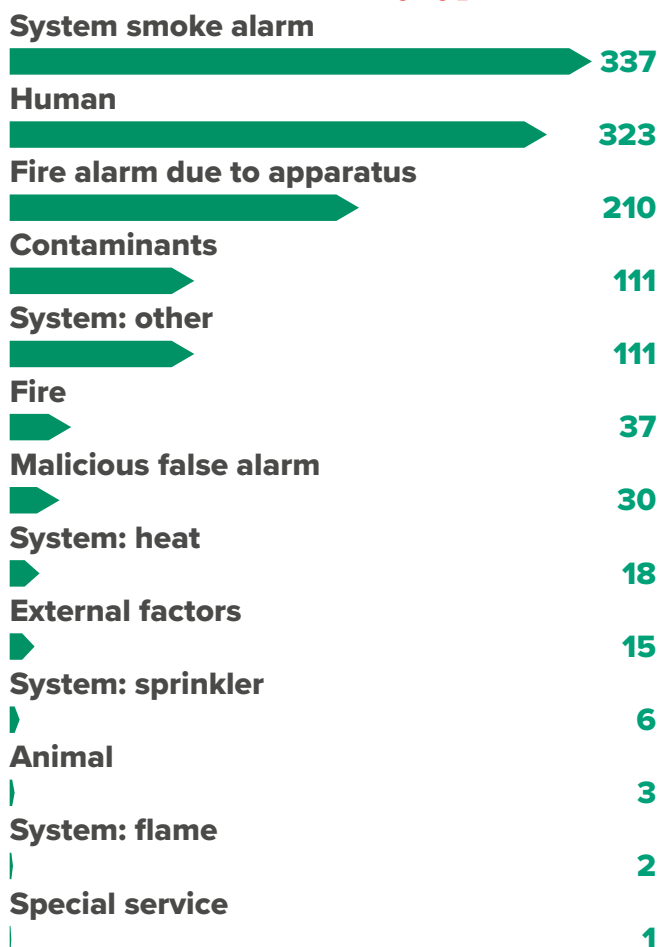 System smoke alarm
337
Human
323
Fire alarm due to apparatus
210
Contaminants
111
System: other
111
Fire
37
Malicious false alarm
30
System: heat
18
External factors
15
System: sprinkler
6
Animal
3
System: flame
2
Special service
1